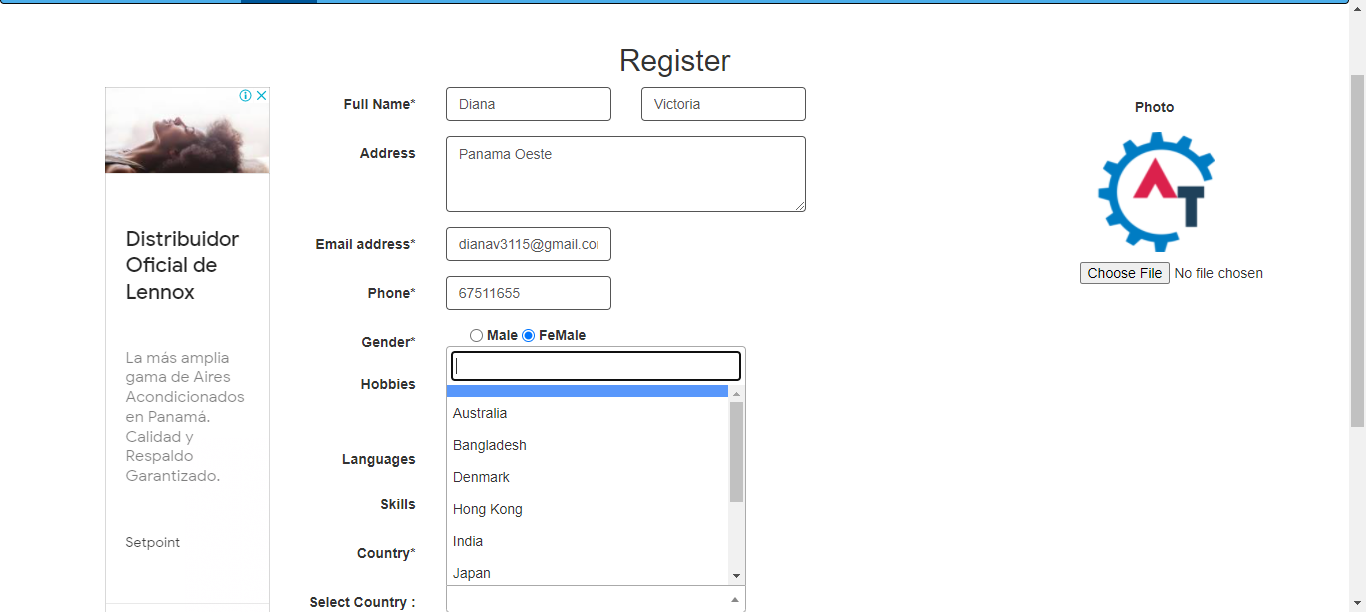 Register
Distribuidor
Oficial de
Lennox
La más amplia
gama de Aires
Acondicionados
en Panamá.
Calidad y
Respaldo
Garantizado.
Setpoint
Full Name* Diana Victoria
Address Panama Oeste
Email address* dianav3115@gmail.co
Phone* 67511655
Gender* Male FeMale
Hobbies
Languages
Skills
Country*
Select Country :
Australia
Bangladesh
Denmark
Hong Kong
India
Japan
Photo
AT
Choose File No file chosen